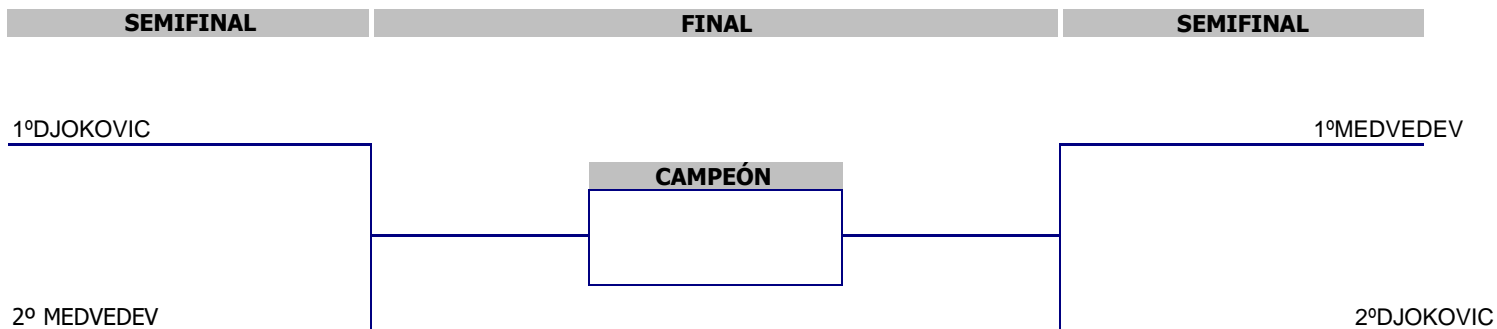 SEMIFINAL FINAL SEMIFINAL
1ºDJOKOVIC 1ºMEDVEDEV
CAMPEÓN
2º MEDVEDEV 2ºDJOKOVIC